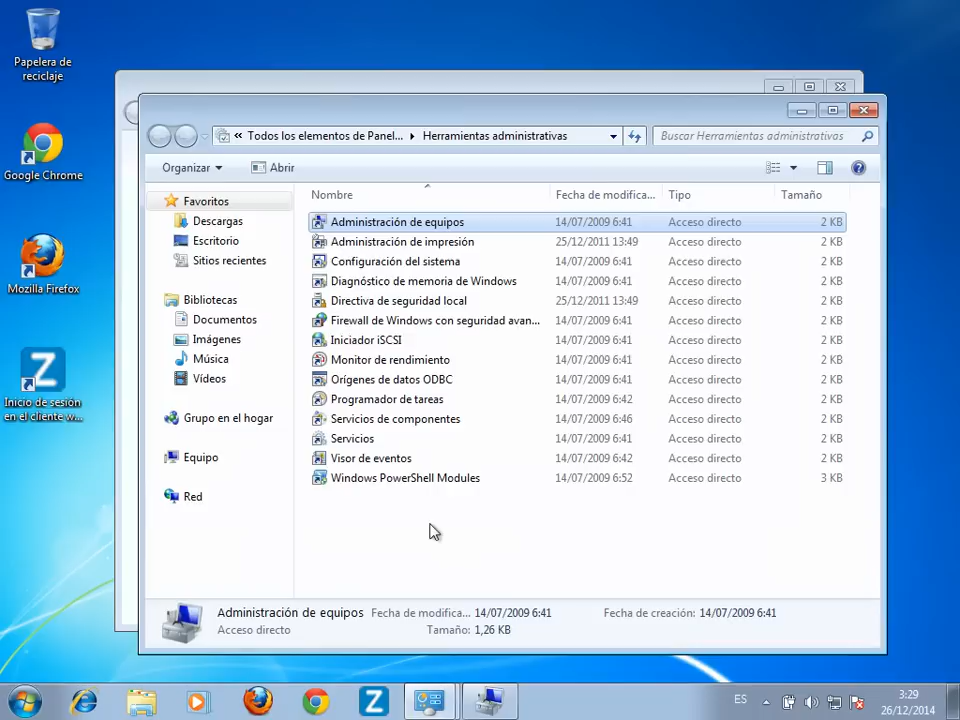 Papelera de
reciclaje
Google Chrome
Mozilla Firefox
Inicio de sesión
en el cliente w...
« Todos los elementos de Panel... Herramientas administrativas
Buscar Herramientas administrativas
Organizar Abrir
Favoritos
Descargas
Escritorio
Sitios recientes
Bibliotecas
Documentos
Imágenes
Música
Vídeos
Grupo en el hogar
Equipo
Red
Nombre Fecha de modifica... Tipo Tamaño
Administración de equipos 14/07/2009 6:41 Acceso directo 2 KB
Administración de impresión 25/12/2011 13:49 Acceso directo 2 KB
Configuración del sistema 14/07/2009 6:41 Acceso directo 2 KB
Diagnóstico de memoria de Windows 14/07/2009 6:41 Acceso directo 2 KB
Directiva de seguridad local 25/12/2011 13:49 Acceso directo 2 KB
Firewall de Windows con seguridad avan... 14/07/2009 6:41 Acceso directo 2 KB
Iniciador iSCSI 14/07/2009 6:41 Acceso directo 2 KB
Monitor de rendimiento 14/07/2009 6:41 Acceso directo 2 KB
Orígenes de datos ODBC 14/07/2009 6:41 Acceso directo 2 KB
Programador de tareas 14/07/2009 6:42 Acceso directo 2 KB
Servicios de componentes 14/07/2009 6:46 Acceso directo 2 KB
Servicios 14/07/2009 6:41 Acceso directo 2 KB
Visor de eventos 14/07/2009 6:42 Acceso directo 2 KB
Windows PowerShell Modules 14/07/2009 6:52 Acceso directo 3 KB
Administración de equipos Fecha de modifica... 14/07/2009 6:41 Fecha de creación: 14/07/2009 6:41
Acceso directo Tamaño: 1,26 KB
ES
3:29
26/12/2014